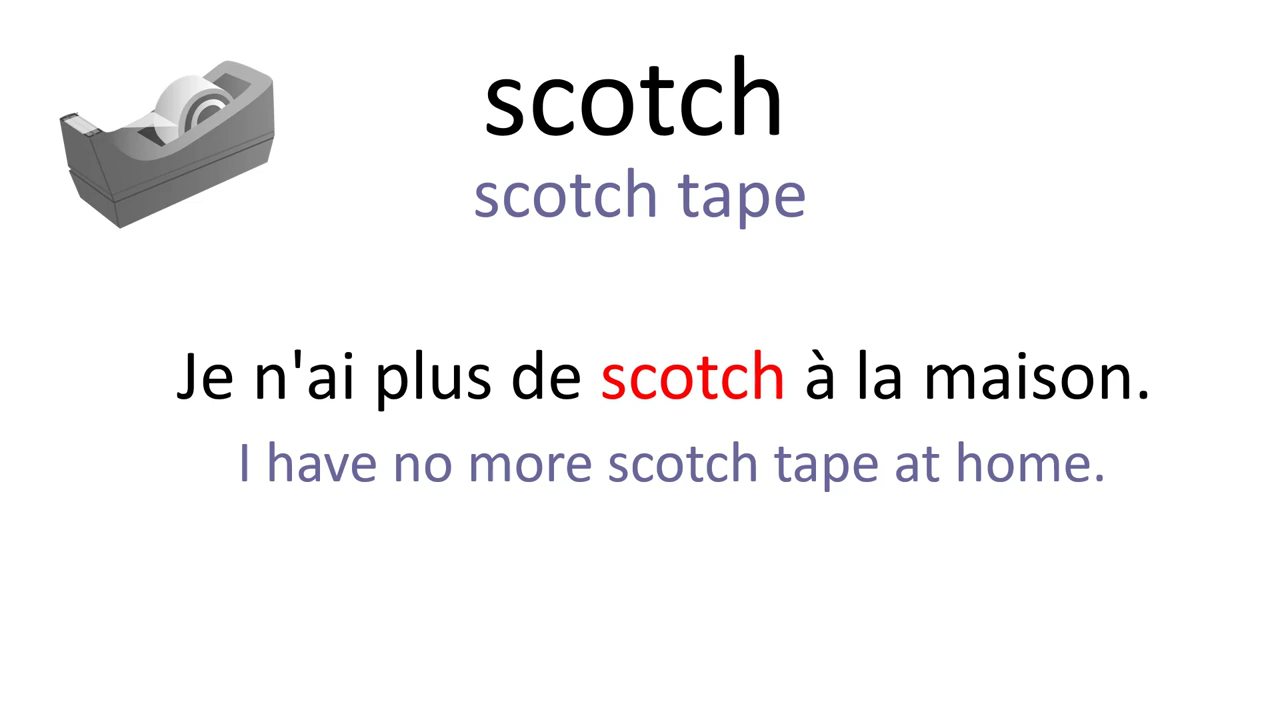 scotch
scotch tape
Je n'ai plus de scotch à la maison.
I have no more scotch tape at home.